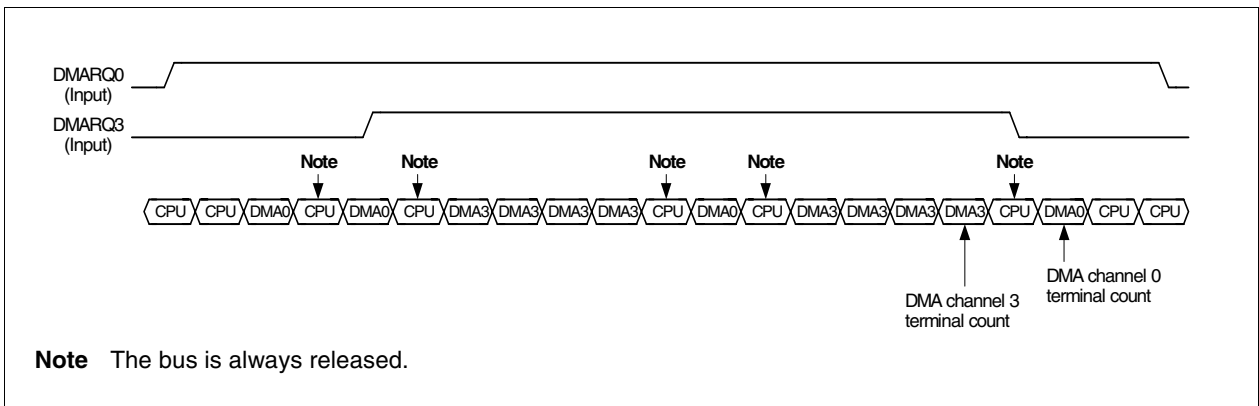 DMARQ0
(Input)
DMARQ3
(Input)
Note Note Note Note Note
CPU CPU DMA0 CPU DMA0 CPU DMA3 DMA3 DMA3 DMA3 CPU DMA0 CPU DMA3 DMA3 DMA3 DMA3 CPU DMA0 CPU CPU
DMA channel 3
terminal count
DMA channel 0
terminal count
Note The bus is always released.